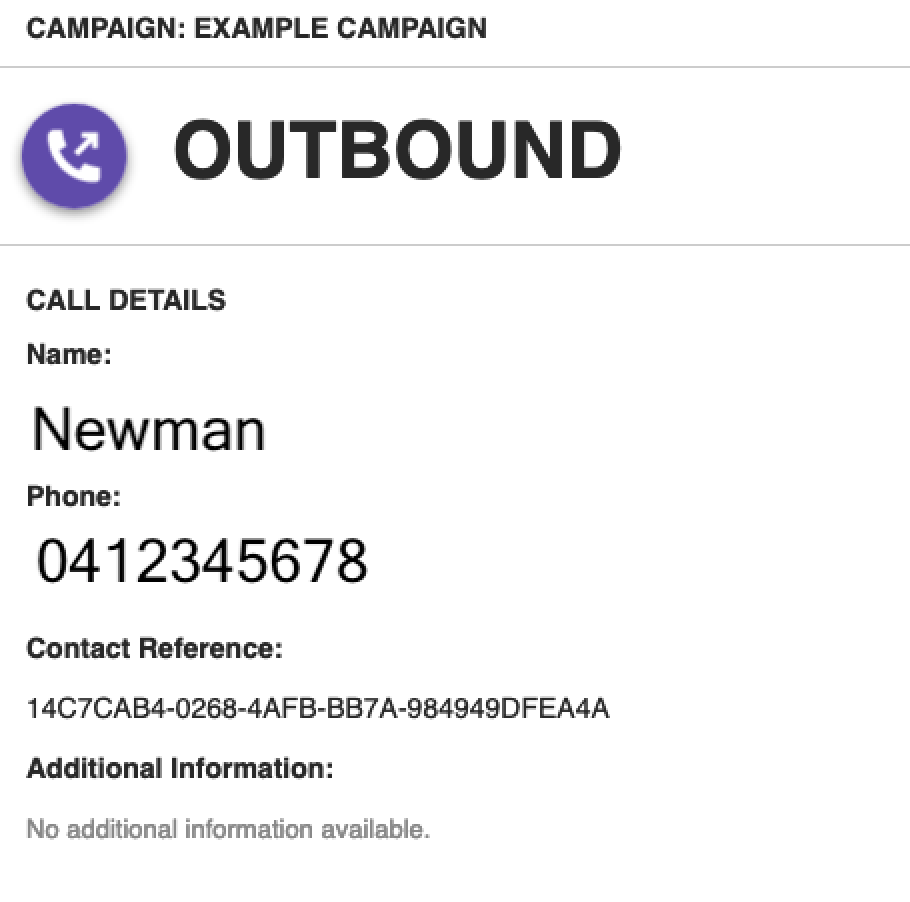 CAMPAIGN: EXAMPLE CAMPAIGN
OUTBOUND
CALL DETAILS
Name:
Newman
Phone:
0412345678
Contact Reference:
14C7CAB4-0268-4AFB-BB7A-984949DFEA4A
Additional Information:
No additional information available.